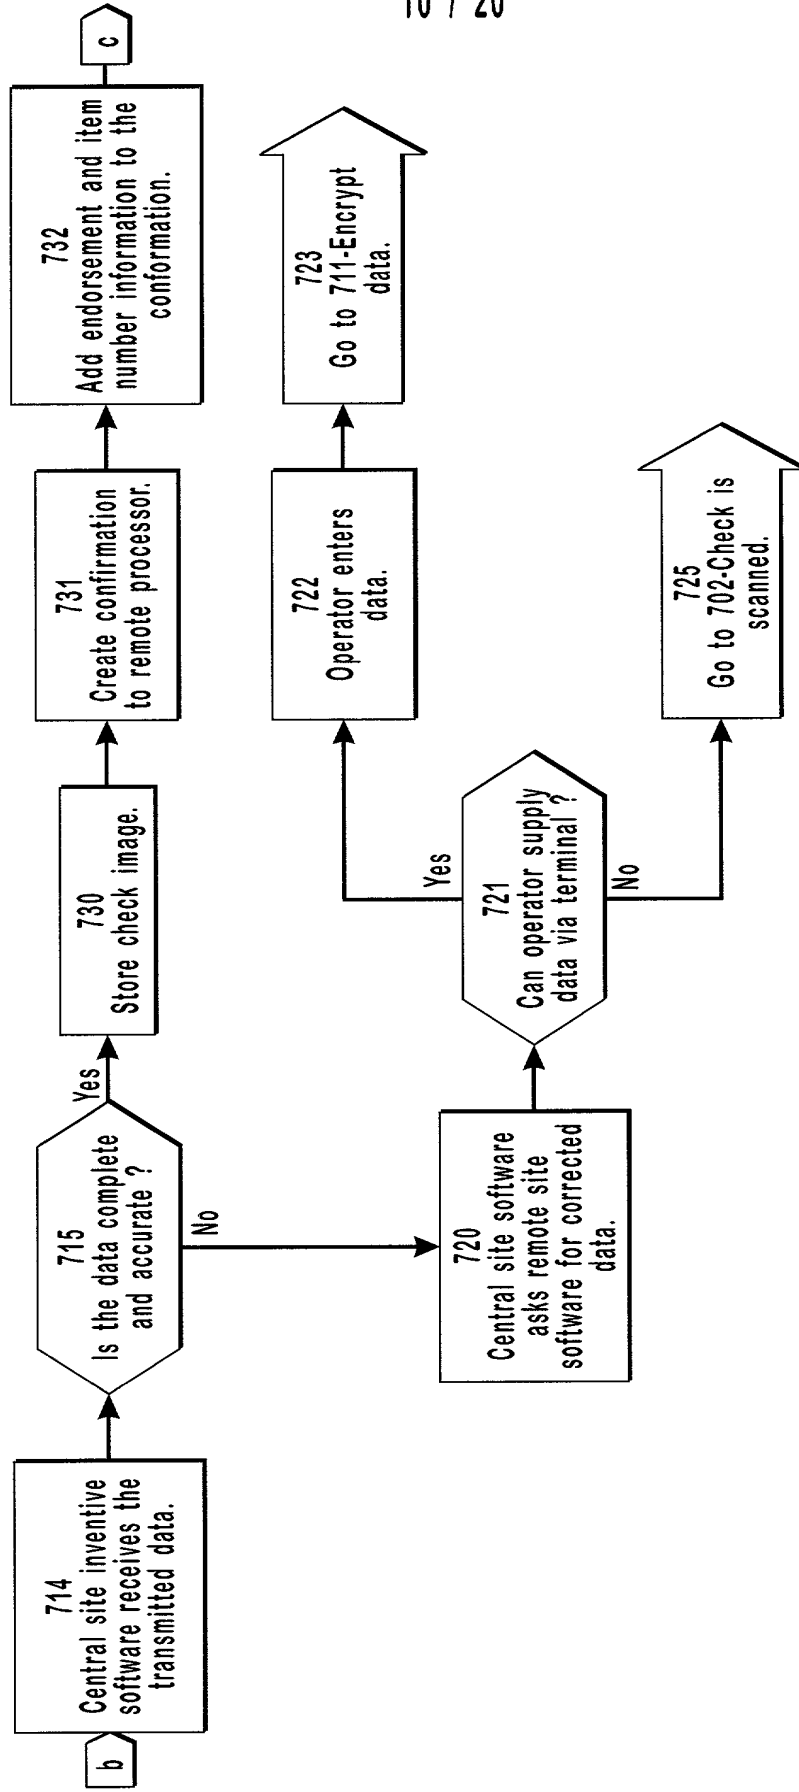 10 / 20
b
714
Central site inventive
software receives the
transmitted data.
715
Is the data complete
and accurate ?
Yes
No
730
Store check image.
731
Create confirmation
to remote processor.
732
Add endorsement and item
number information to the
conformation.
c
720
Central site software
asks remote site
software for corrected
data.
721
Can operator supply
data via terminal ?
Yes
No
722
Operator enters
data.
723
Go to 711-Encrypt
data.
725
Go to 702-Check is
scanned.